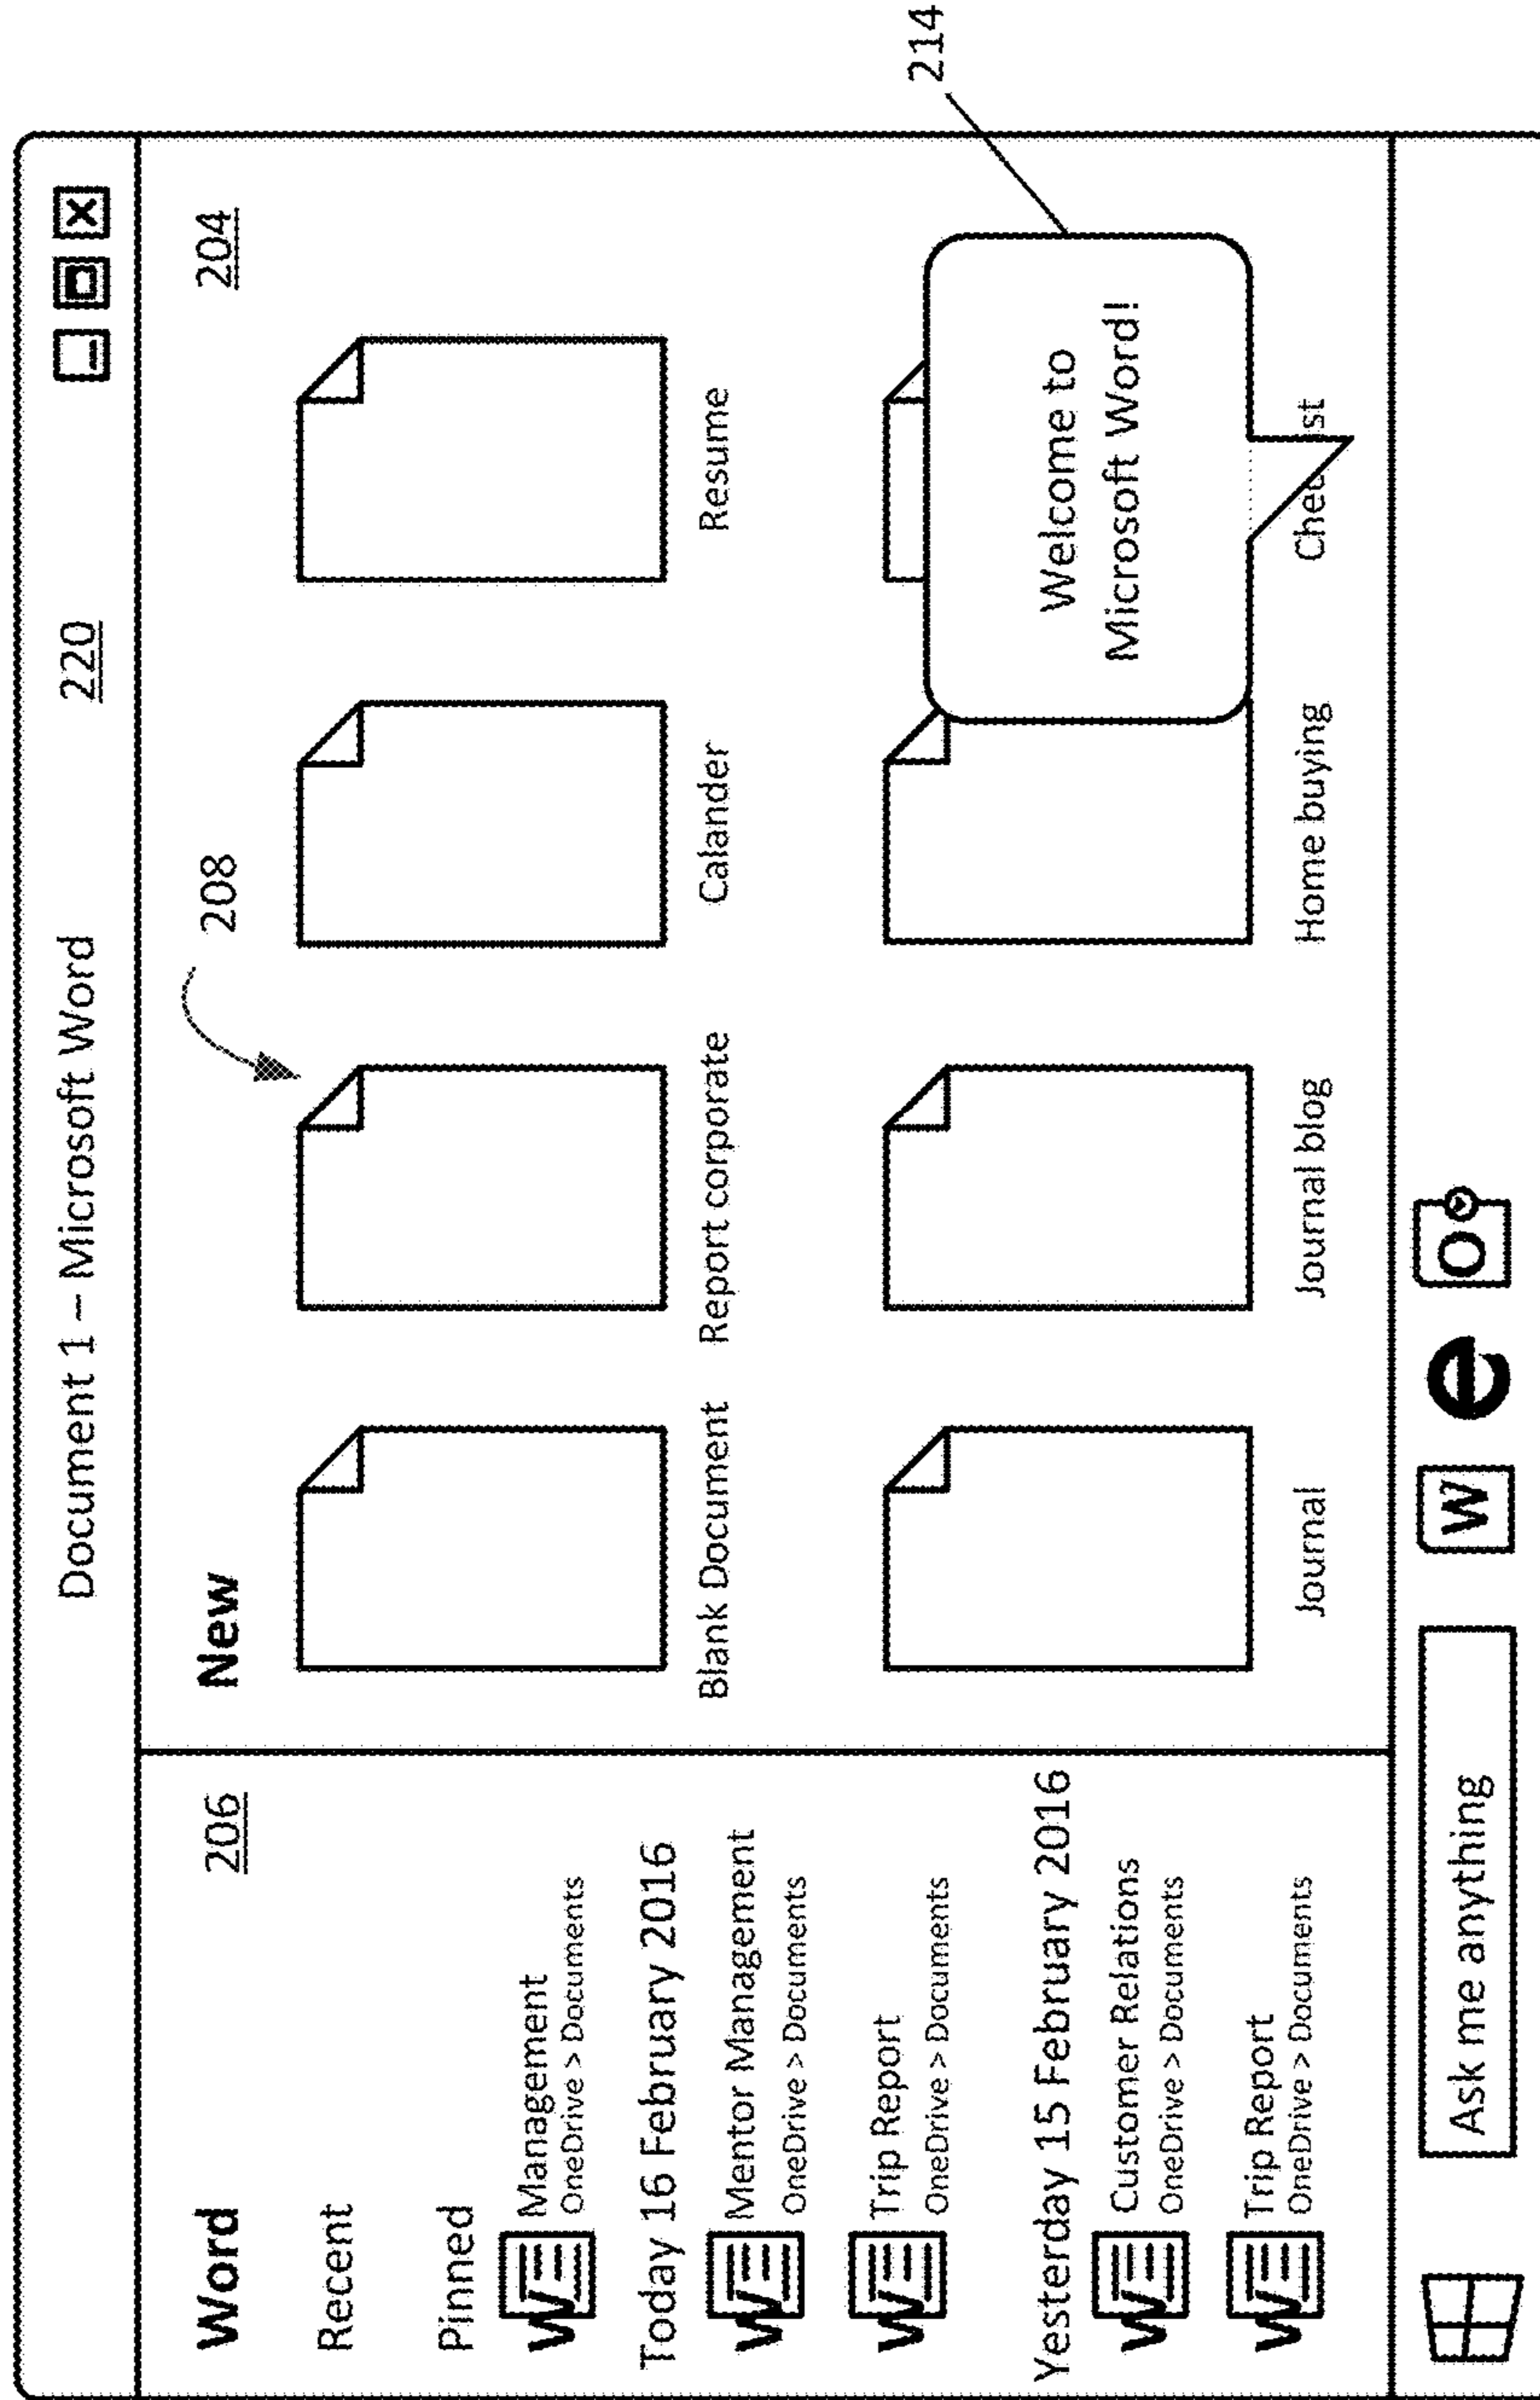 Document 1 – Microsoft Word
220
Word
206
Recent
Pinned
W
Management
OneDrive > Documents
Today 16 February 2016
W
Mentor Management
OneDrive > Documents
W
Trip Report
OneDrive > Documents
Yesterday 15 February 2016
W
Customer Relations
OneDrive > Documents
W
Trip Report
OneDrive > Documents
New
208
204
Blank Document
Report corporate
Calander
Resume
Journal
Journal blog
Home buying
Welcome to
Microsoft Word!
214
Ask me anything
W
e
O